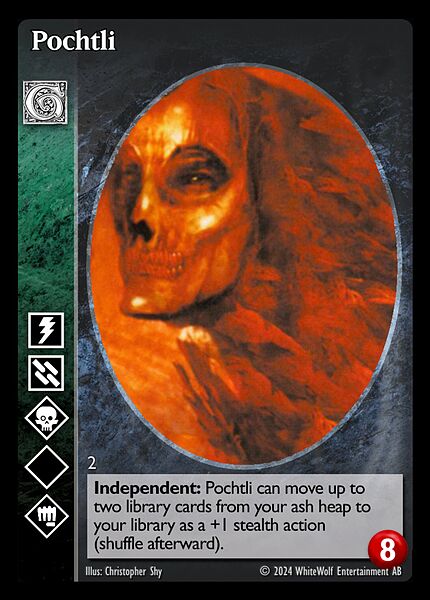 Pochtli
2
Independent: Pochtli can move up to
two library cards from your ash heap to
your library as a +1 stealth action
(shuffle afterward).
8
Illus: Christopher Shy © 2024 WhiteWolf Entertainment AB